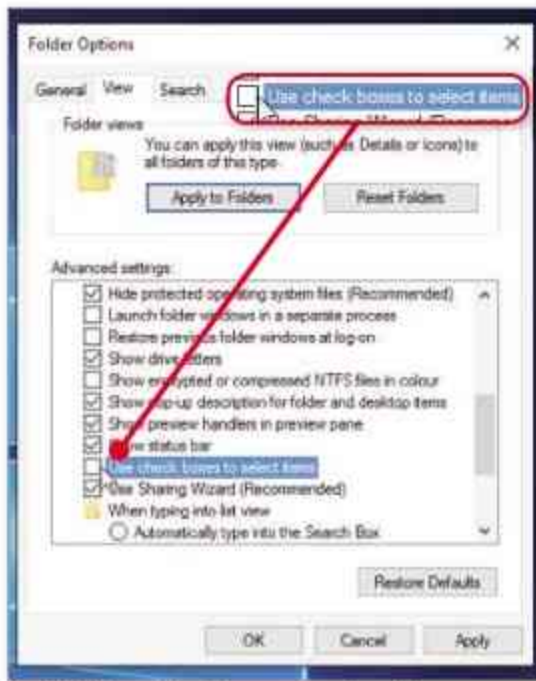 Folder Options
General View Search
Use check boxes to select items
Use Sharing Wizard (Recomm
Folder views
You can apply this view (such as Details or Icons) to
all folders of this type.
Apply to Folders Reset Folders
Advanced settings:
Hide protected operating system files (Recommended)
Launch folder windows in a separate process
Restore previous folder windows at log-on
Show drive letters
Show encrypted or compressed NTFS files in colour
Show pop-up description for folder and desktop items
Show preview handlers in preview pane
Show status bar
Use check boxes to select items
Use Sharing Wizard (Recommended)
When typing into list view
Automatically type into the Search Box
Restore Defaults
OK Cancel Apply